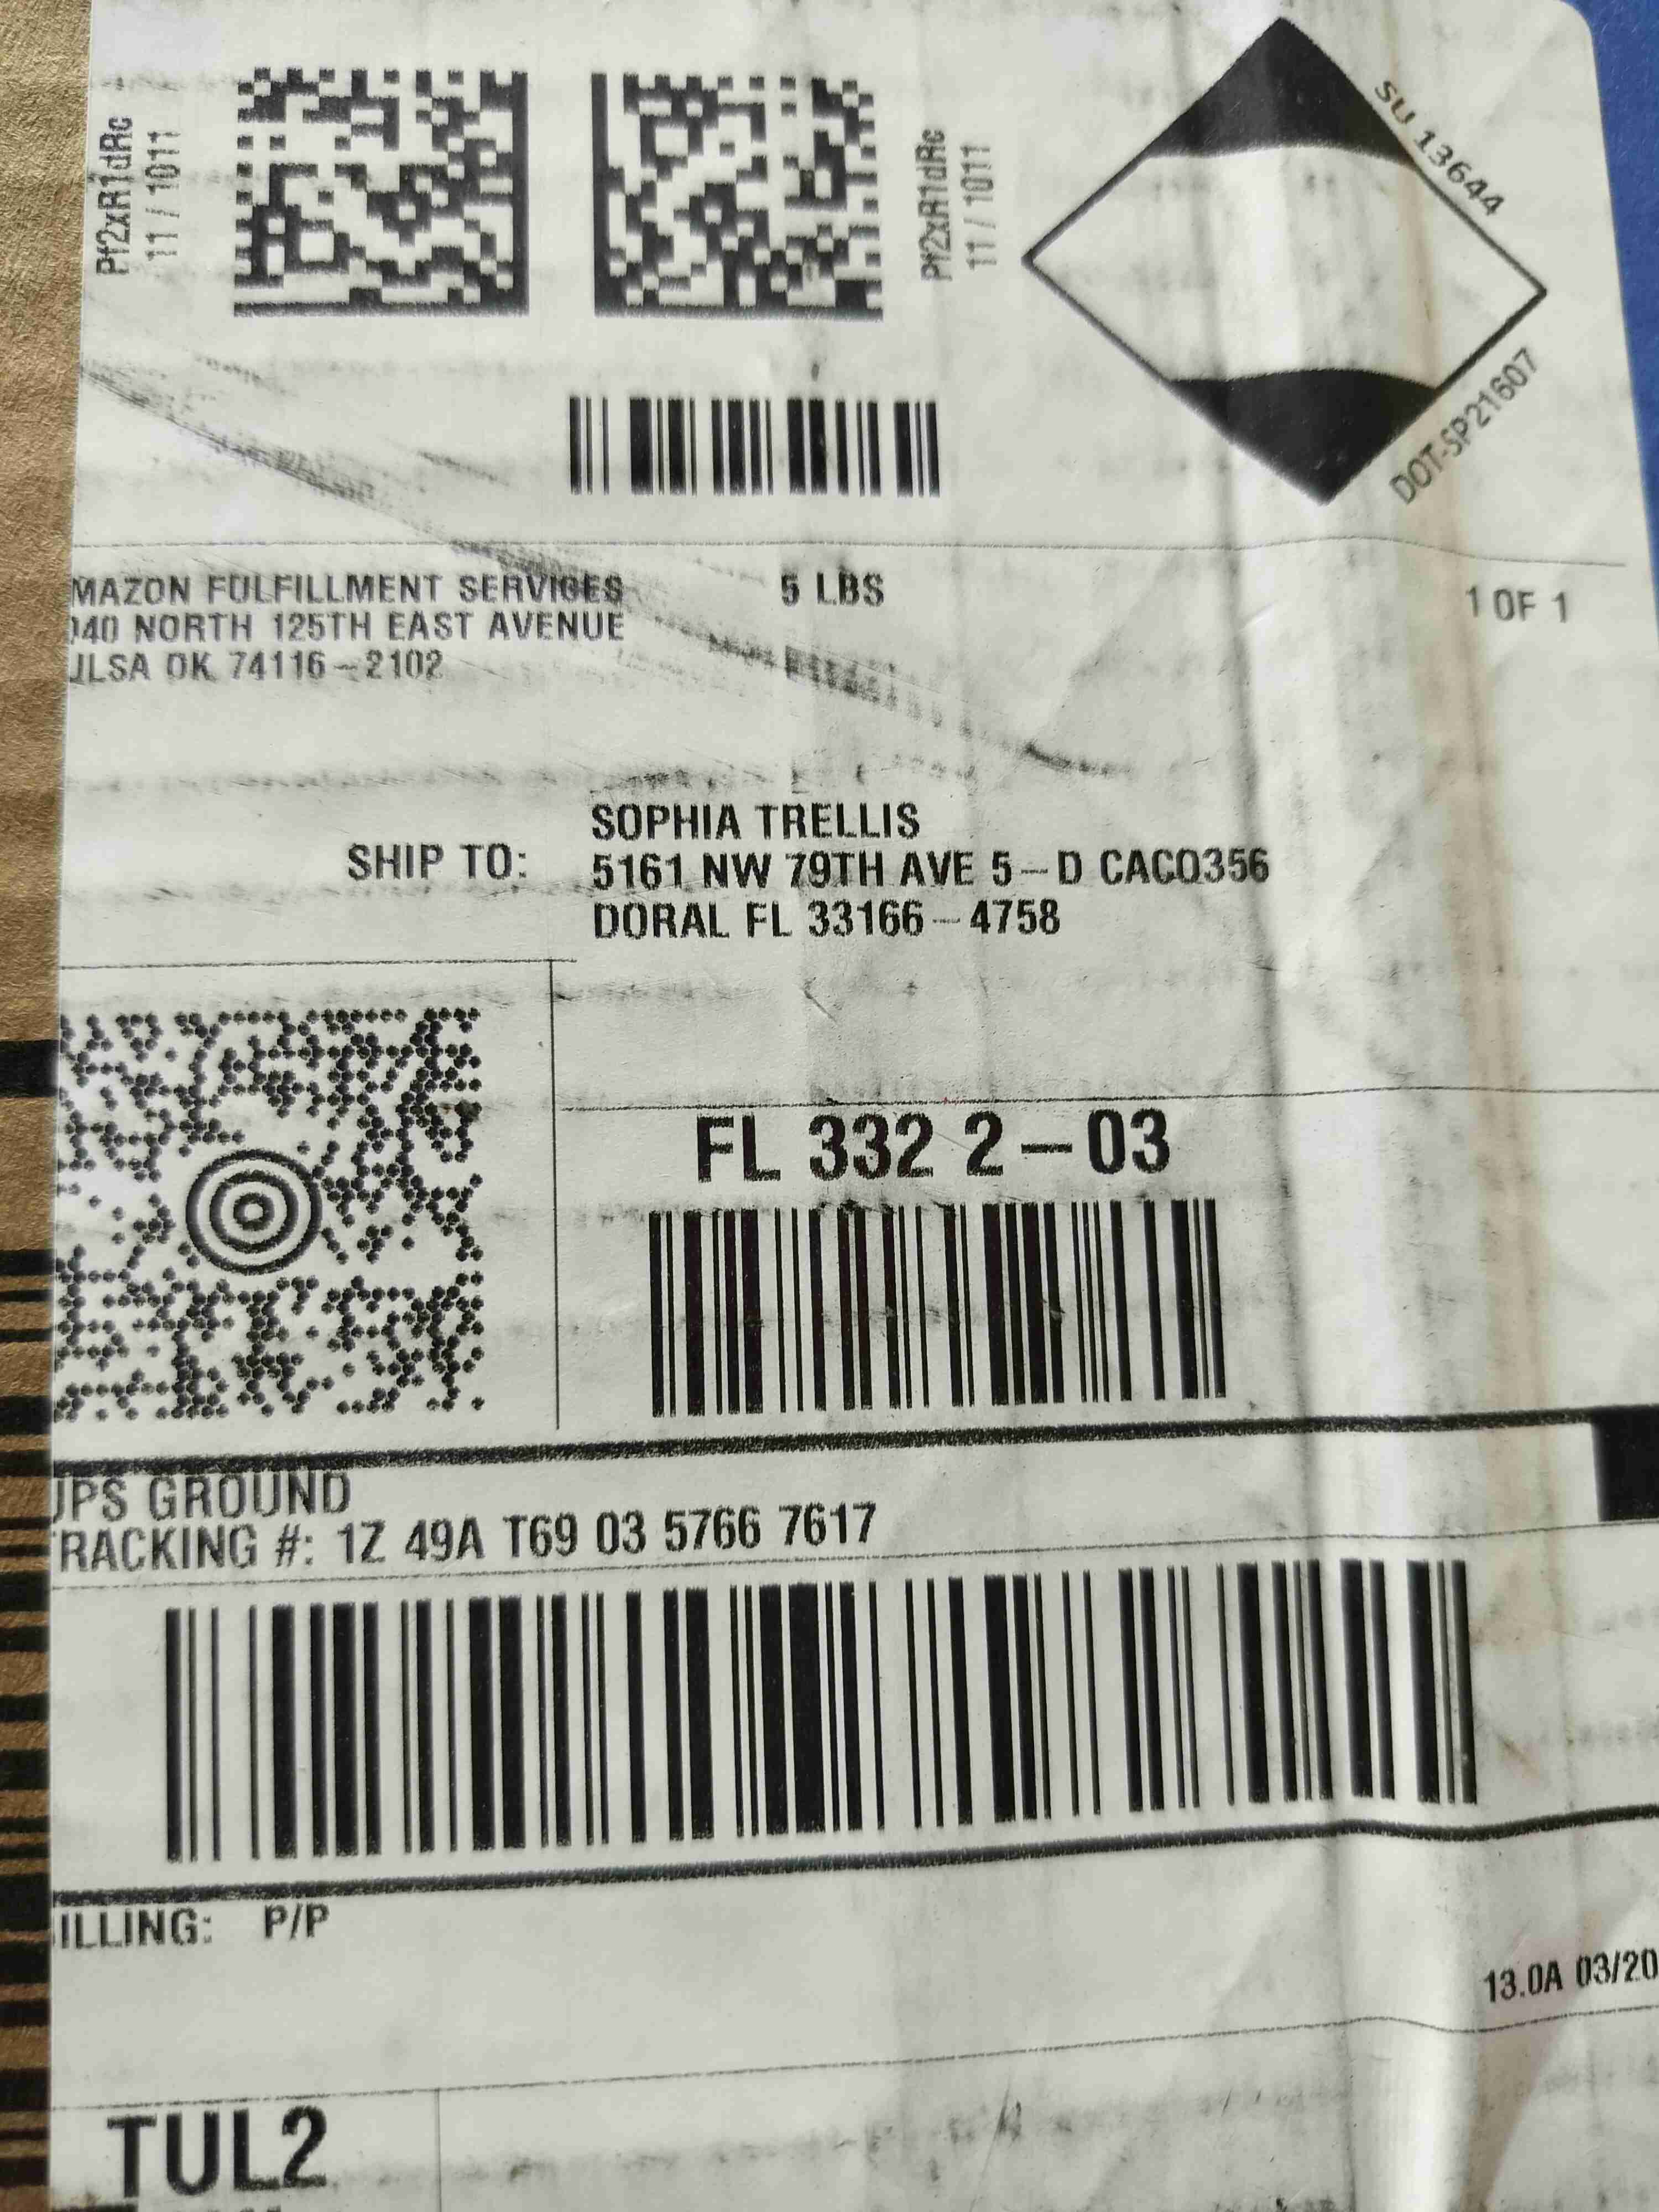 Pf2xR1dRc
11 / 1011
Pf2xR1dRc
11 / 1011
SU 13644
DOT-SP21607
MAZON FULFILLMENT SERVICES
040 NORTH 125TH EAST AVENUE
ULSA OK 74116-2102
5 LBS
1 OF 1
SHIP TO:
SOPHIA TRELLIS
5161 NW 79TH AVE 5-D CACO356
DORAL FL 33166-4758
FL 332 2-03
UPS GROUND
TRACKING #: 1Z 49A T69 03 5766 7617
ILLING: P/P
13.0A 03/20
TUL2